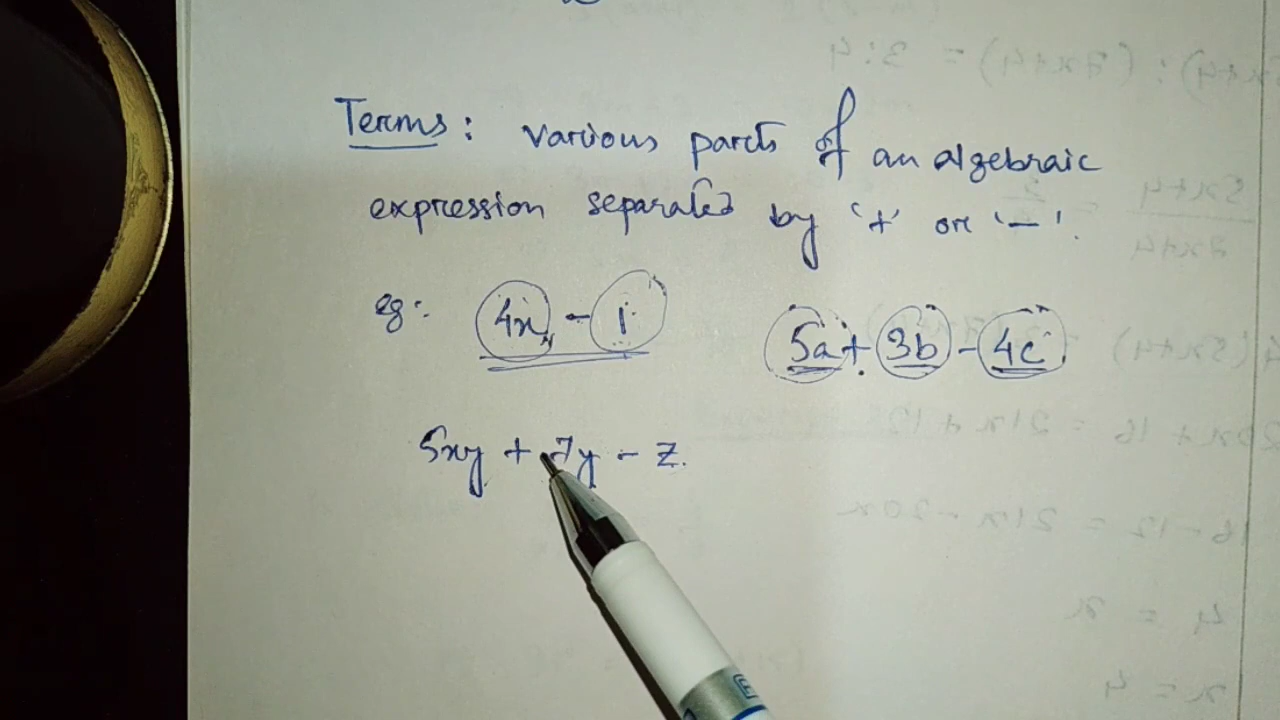 Terms: various parts of an algebraic
expression separated by '+' or '-'.
eg:. 4x - 1
5a + 3b - 4c
5xy + 7y - z.